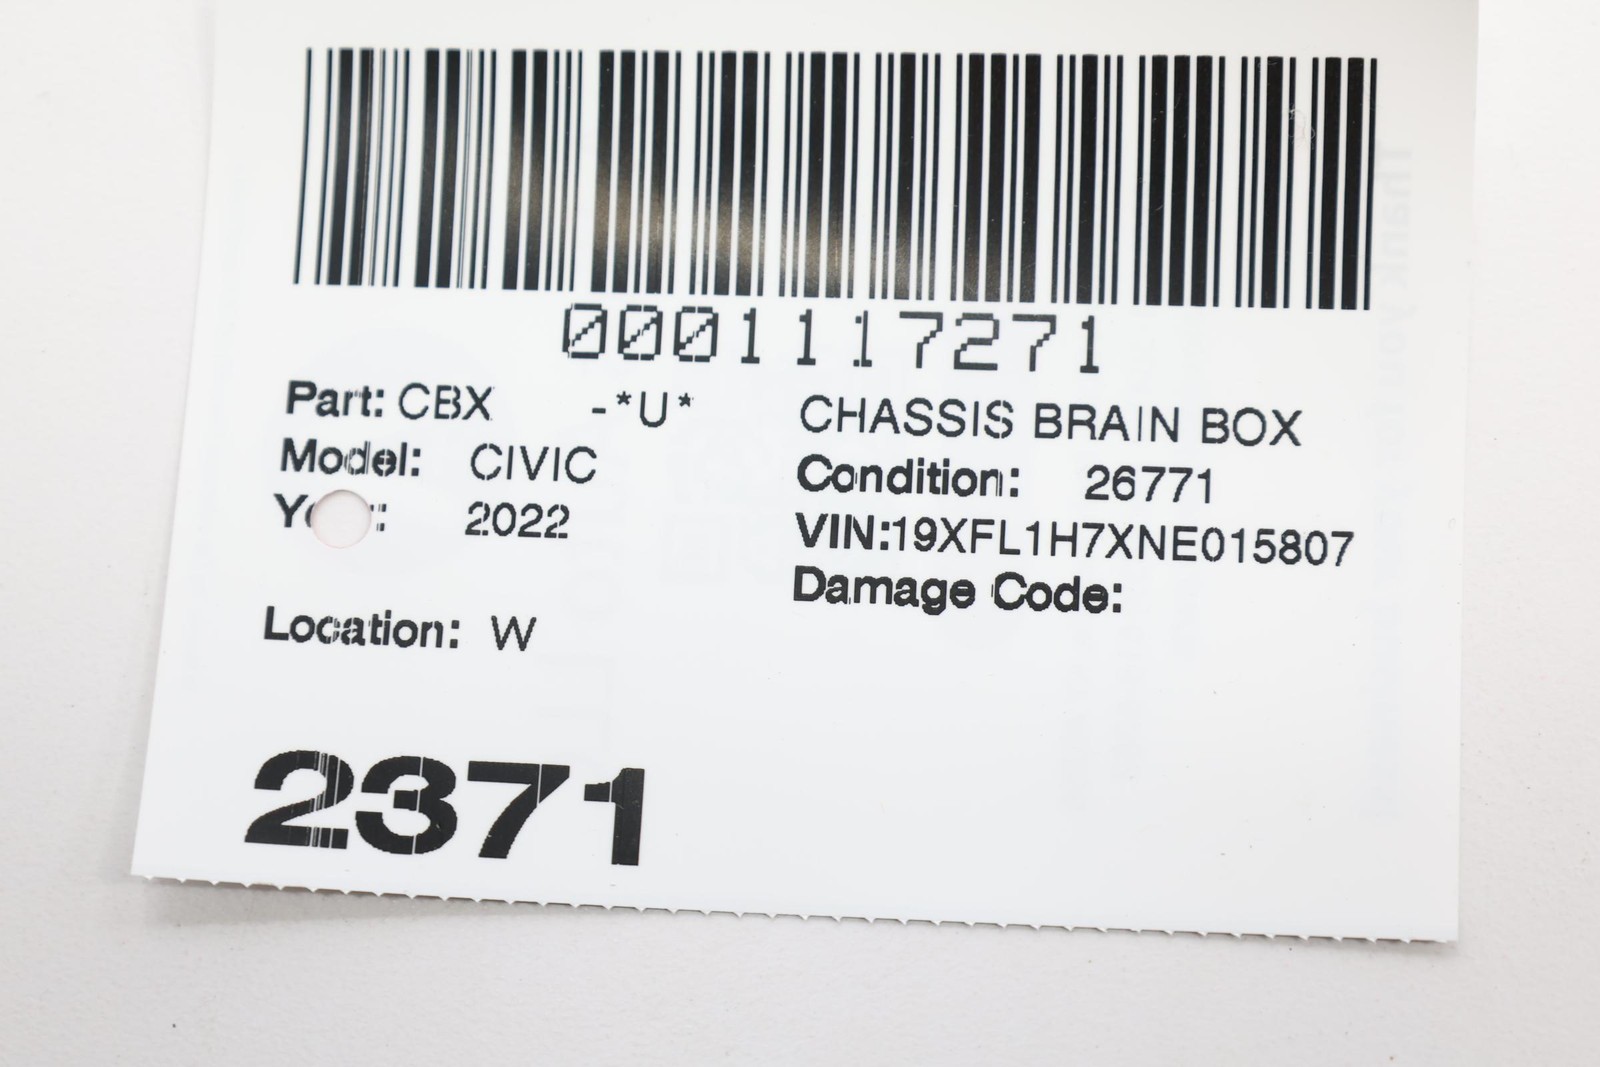 0001117271
Part: CBX -*U* CHASSIS BRAIN BOX
Model: CIVIC Condition: 26771
2022 VIN:19XFL1H7XNE015807
Damage Code:
Location: W
2371